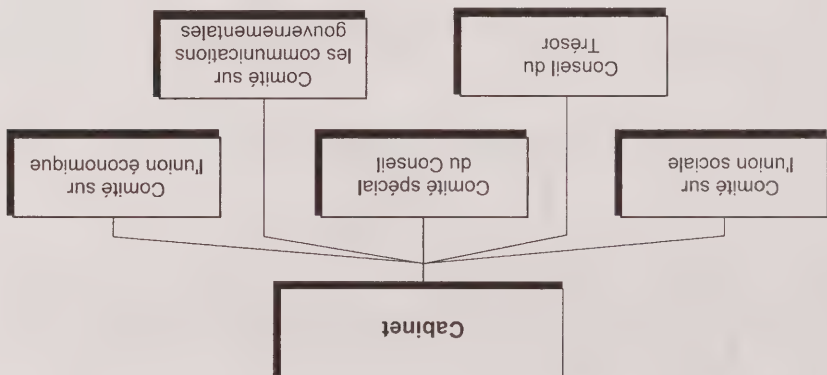 Cabinet
Comité sur
l'union sociale
Comité spécial
du Conseil
Comité sur
l'union économique
Conseil du
Trésor
Comité sur
les communications
gouvernementales